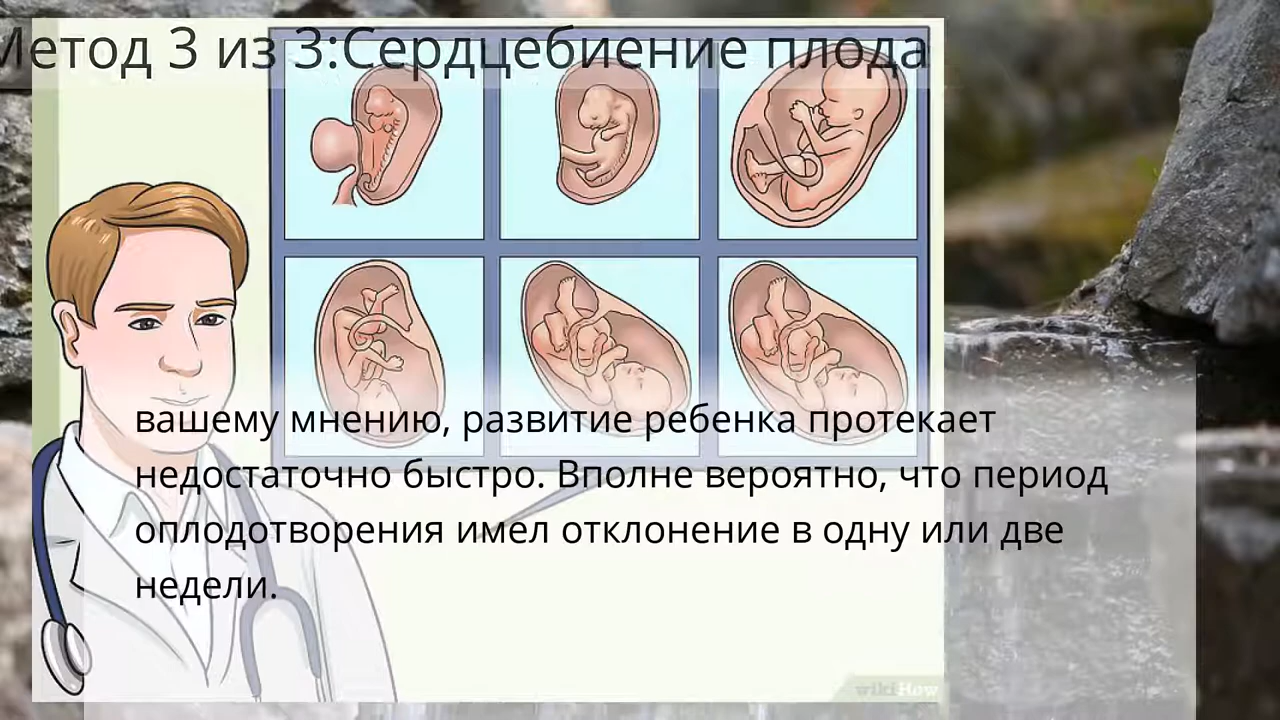 Метод 3 из 3:Сердцебиение плода
вашему мнению, развитие ребенка протекает
недостаточно быстро. Вполне вероятно, что период
оплодотворения имел отклонение в одну или две
недели.
wikiHow